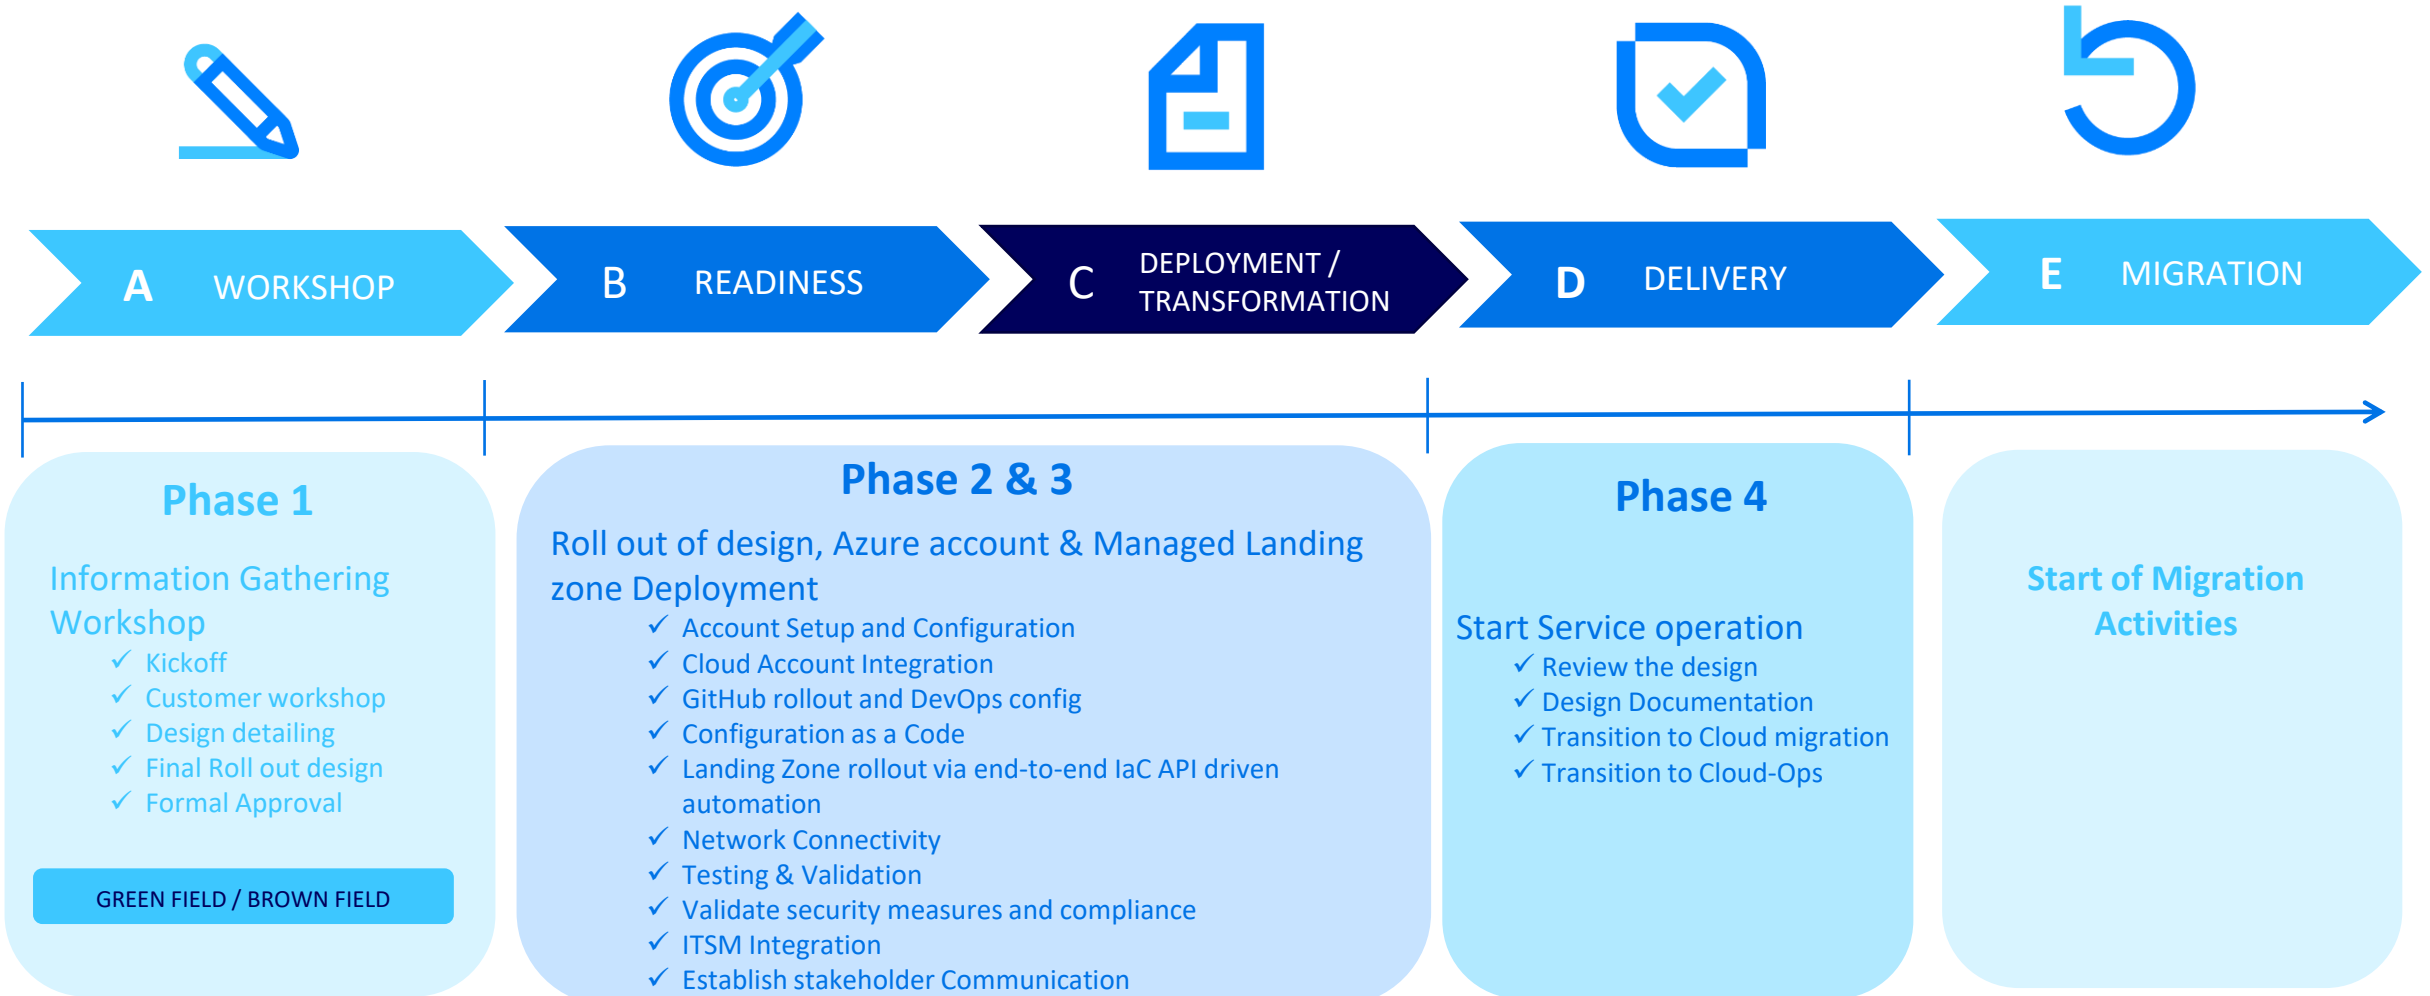 A WORKSHOP
B READINESS
C DEPLOYMENT /
TRANSFORMATION
D DELIVERY
E MIGRATION
Phase 1
Information Gathering
Workshop
✓ Kickoff
✓ Customer workshop
✓ Design detailing
✓ Final Roll out design
✓ Formal Approval
GREEN FIELD / BROWN FIELD
Phase 2 & 3
Roll out of design, Azure account & Managed Landing
zone Deployment
✓ Account Setup and Configuration
✓ Cloud Account Integration
✓ GitHub rollout and DevOps config
✓ Configuration as a Code
✓ Landing Zone rollout via end-to-end IaC API driven
automation
✓ Network Connectivity
✓ Testing & Validation
✓ Validate security measures and compliance
✓ ITSM Integration
✓ Establish stakeholder Communication
Phase 4
Start Service operation
✓ Review the design
✓ Design Documentation
✓ Transition to Cloud migration
✓ Transition to Cloud-Ops
Start of Migration
Activities